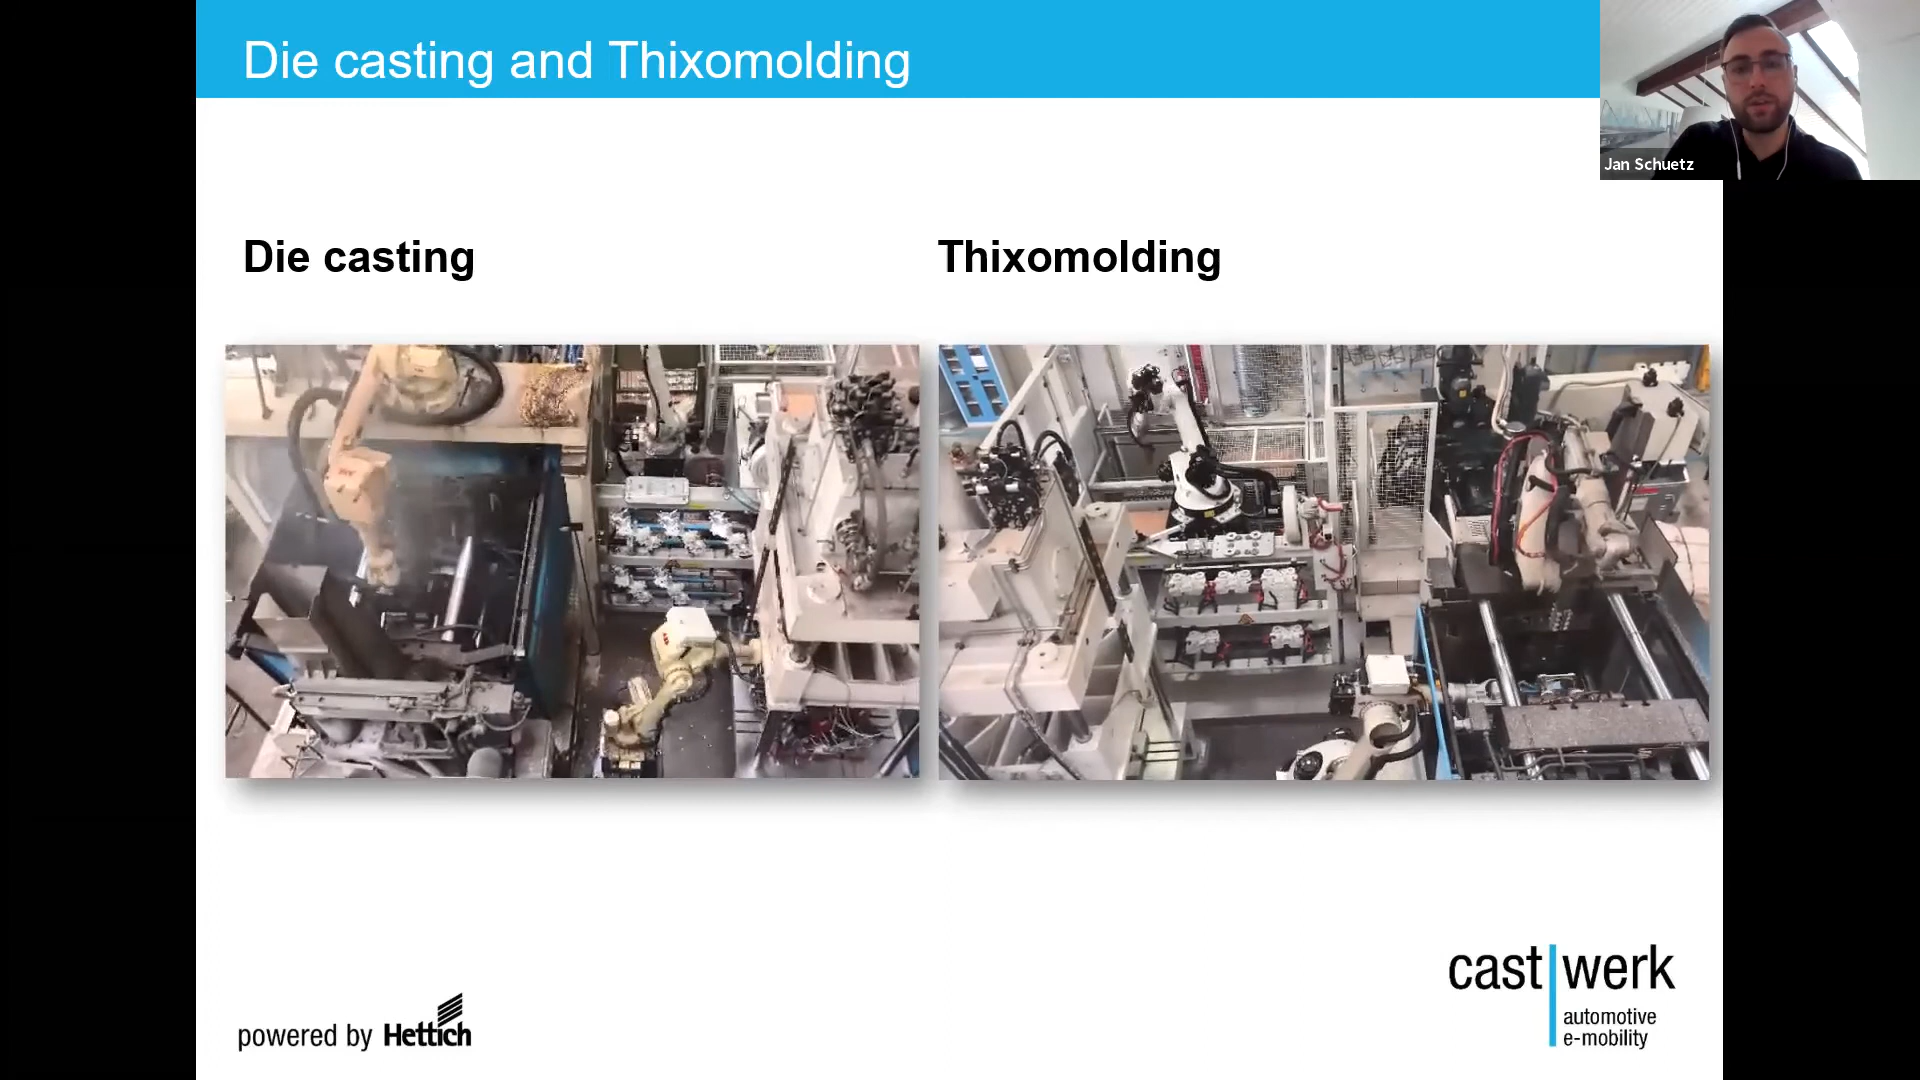 Die casting and Thixomolding
Jan Schuetz
Die casting
Thixomolding
powered by Hettich
cast werk
automotive
e-mobility